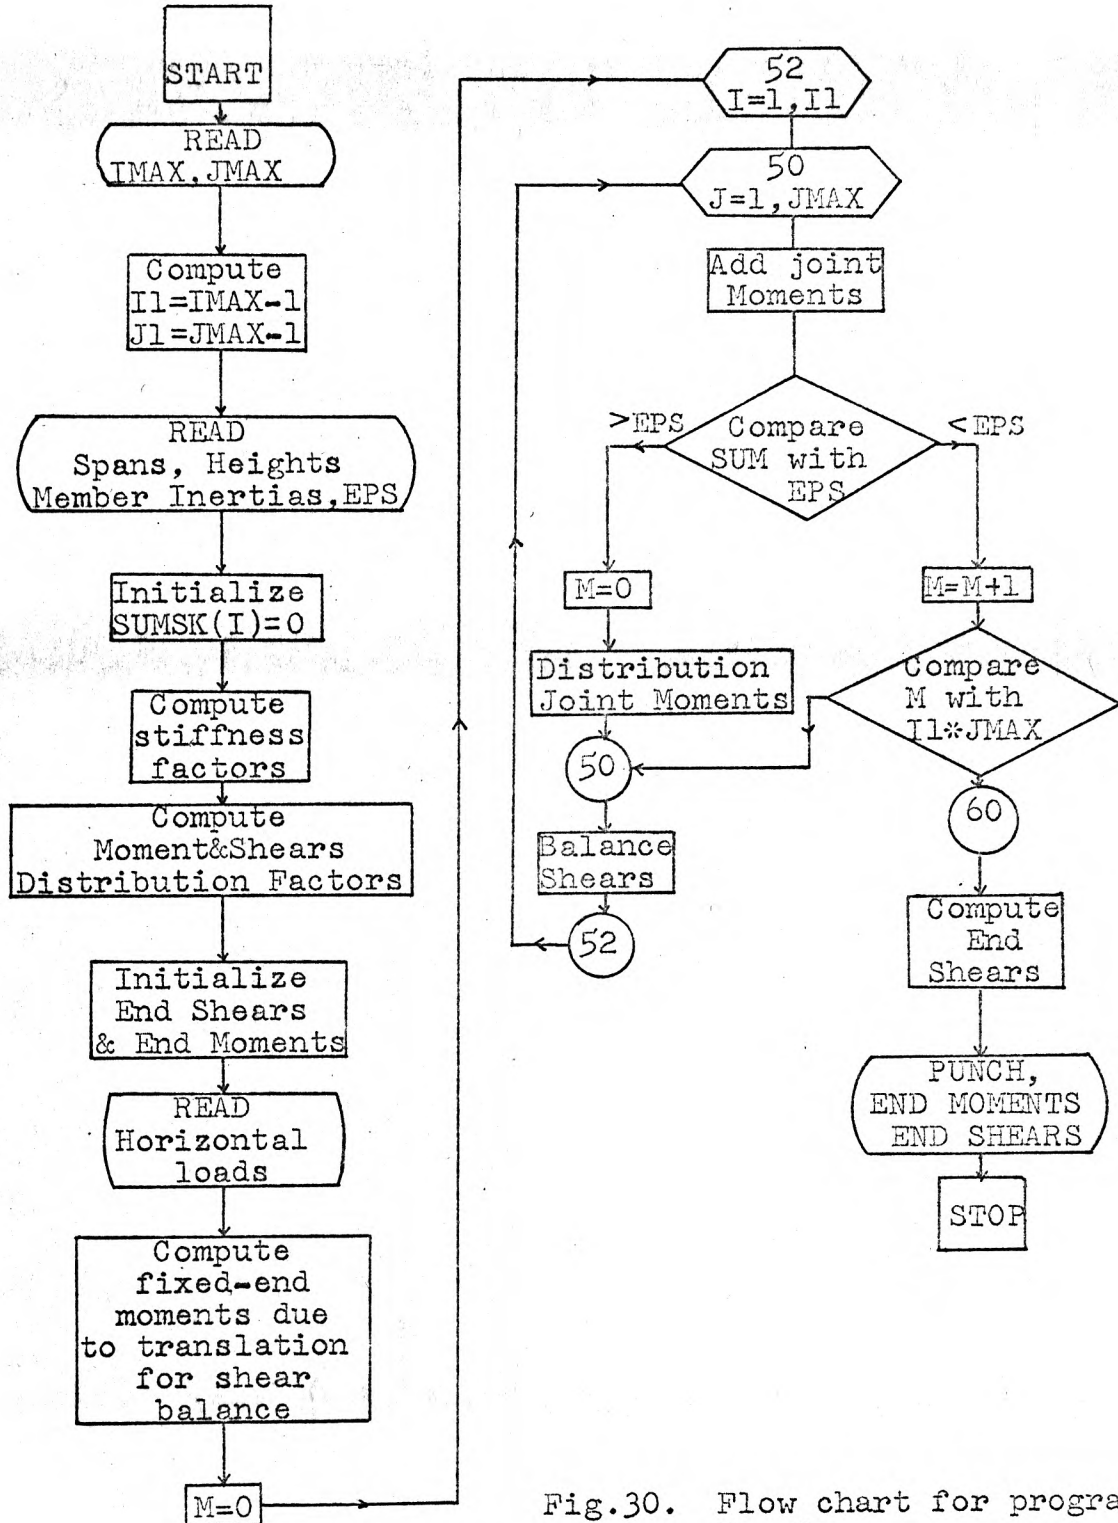 START
READ
IMAX,JMAX
Compute
I1=IMAX-1
J1=JMAX-1
READ
Spans, Heights
Member Inertias,EPS
Initialize
SUMSK(I)=0
Compute
stiffness
factors
Compute
Moment&Shears
Distribution Factors
Initialize
End Shears
& End Moments
READ
Horizontal
loads
Compute
fixed-end
moments due
to translation
for shear
balance
M=0
52
I=1,I1
50
J=1,JMAX
Add joint
Moments
>EPS
Compare
SUM with
EPS
<EPS
M=0
M=M+1
Distribution
Joint Moments
Compare
M with
I1*JMAX
50
60
Balance
Shears
52
Compute
End
Shears
PUNCH,
END MOMENTS
END SHEARS
STOP
Fig.30. Flow chart for progra